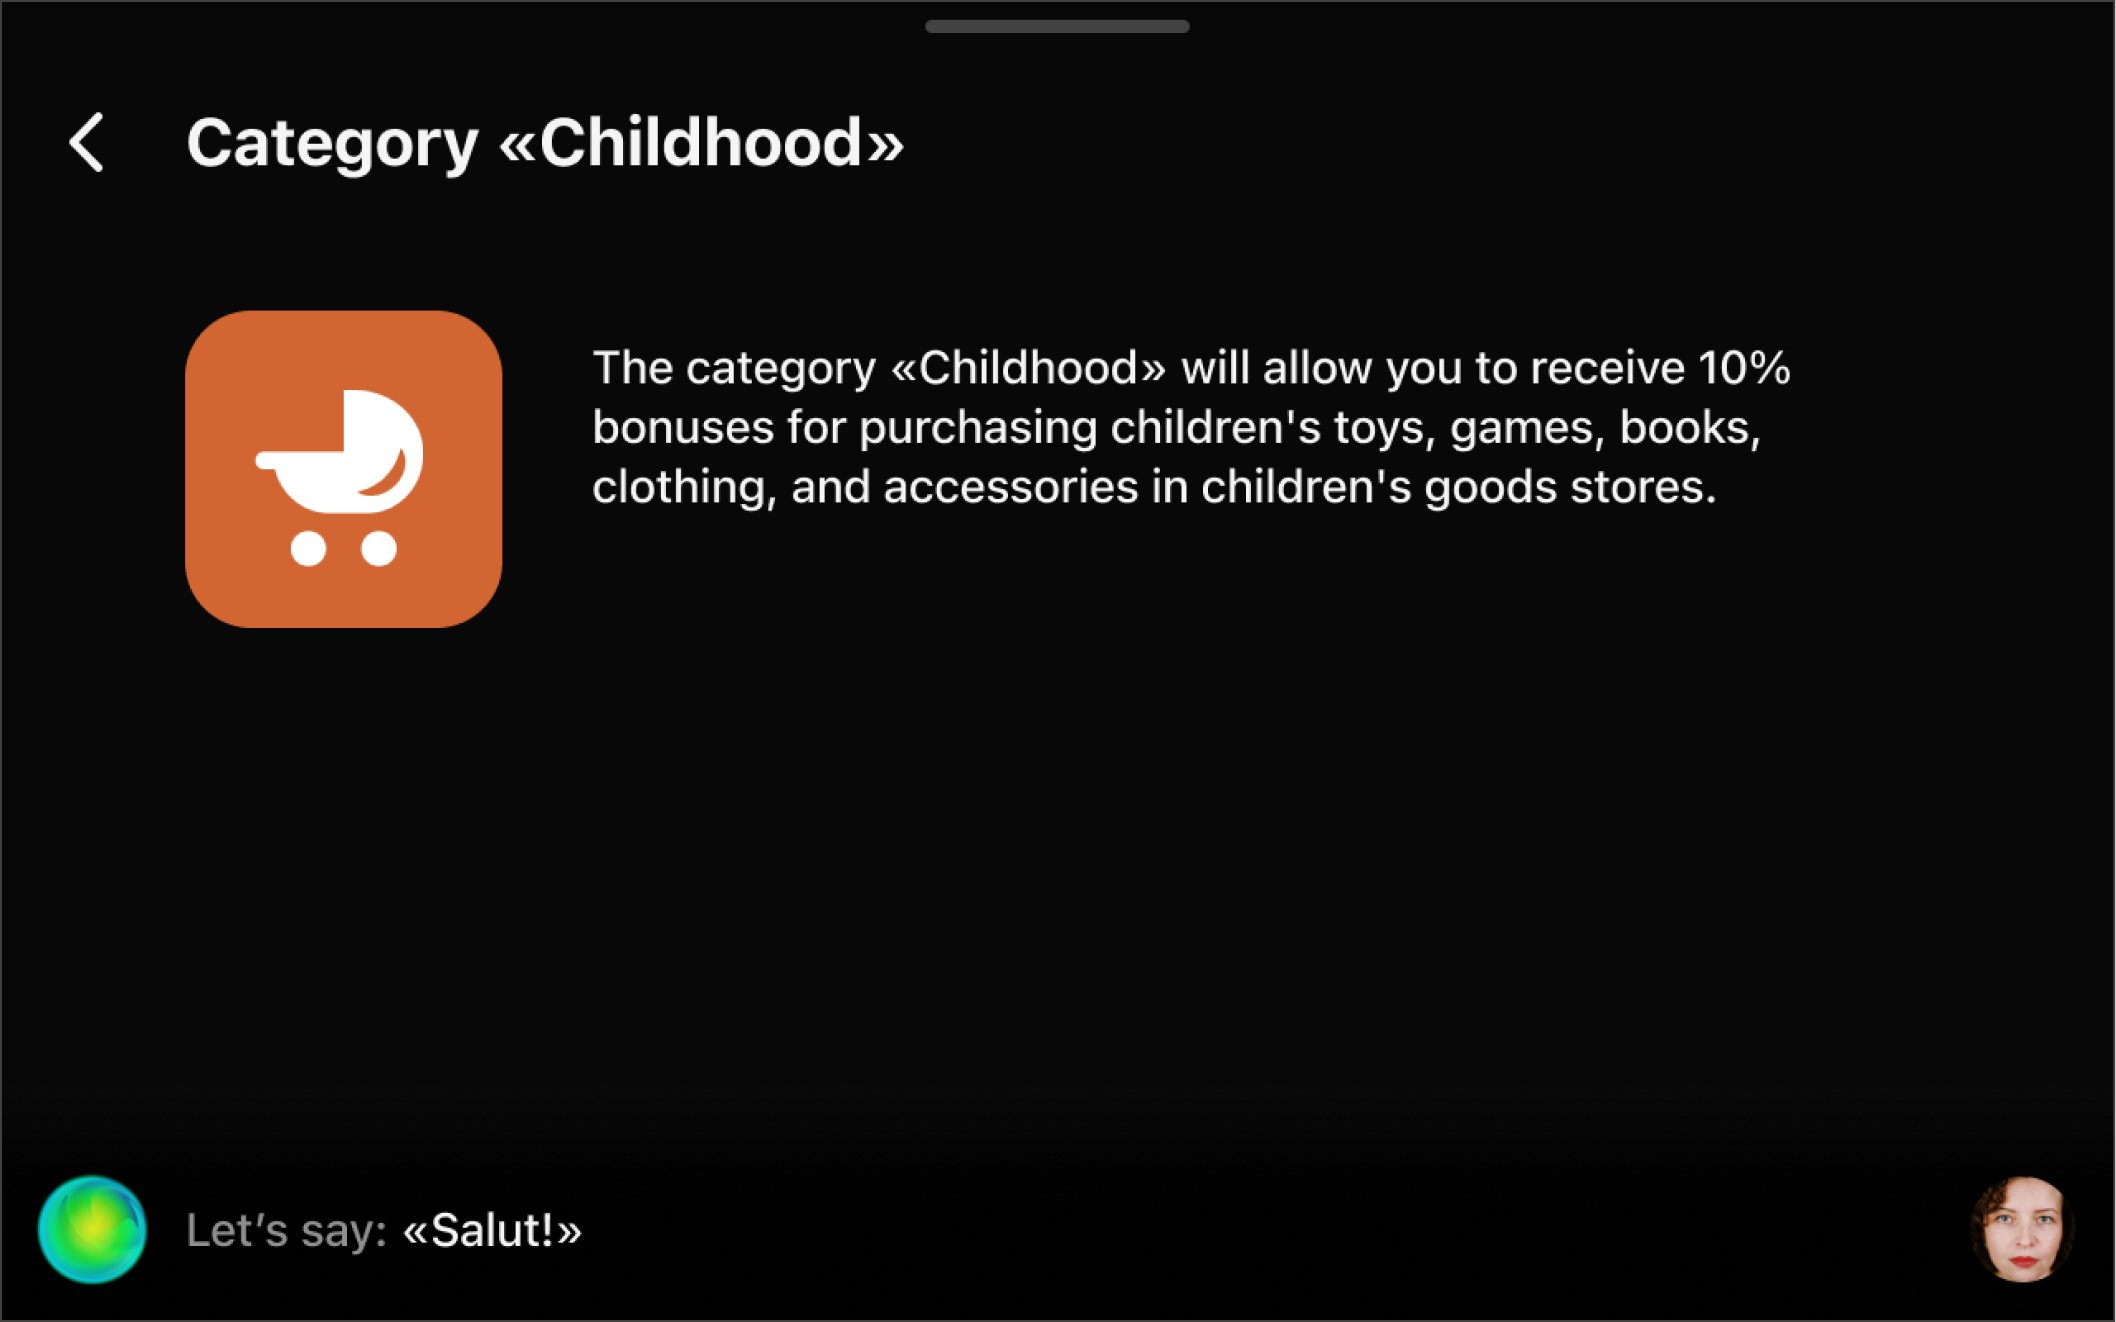 Category «Childhood»
The category «Childhood» will allow you to receive 10%
bonuses for purchasing children's toys, games, books,
clothing, and accessories in children's goods stores.
Let’s say: «Salut!»